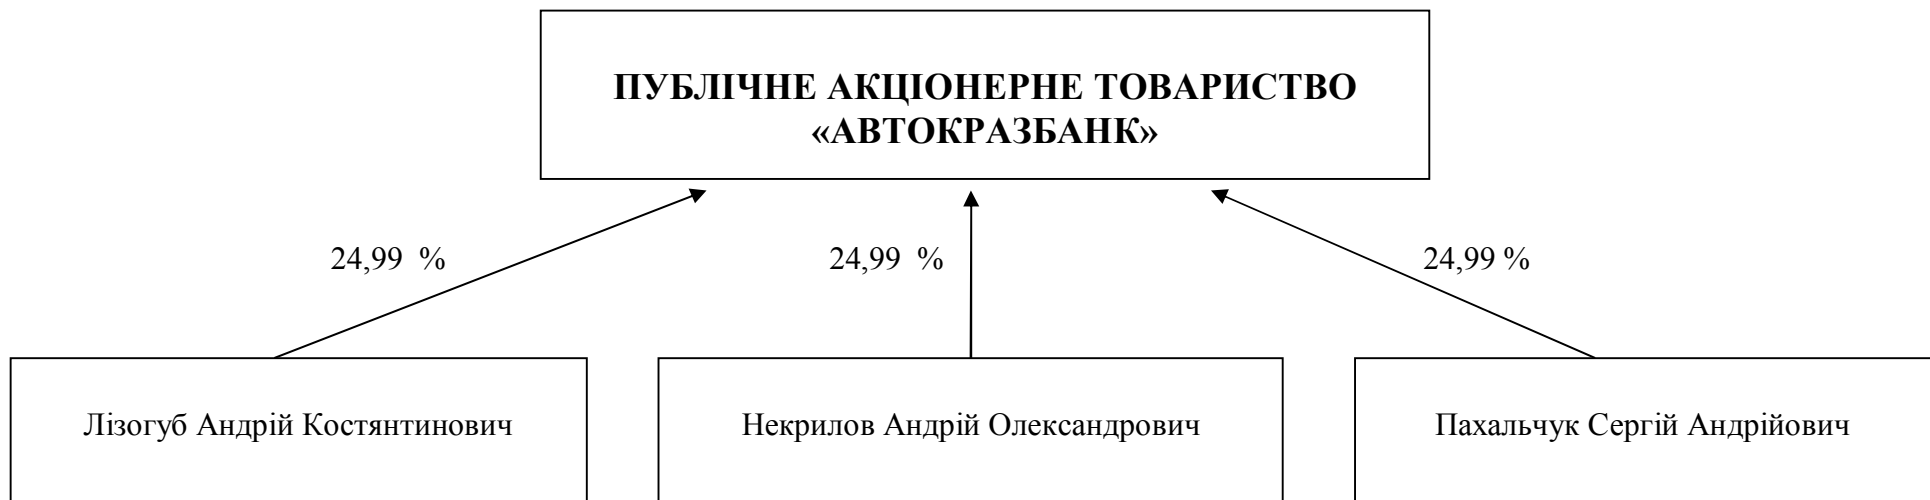 ПУБЛІЧНЕ АКЦІОНЕРНЕ ТОВАРИСТВО
«АВТОКРАЗБАНК»
24,99 %
24,99 %
24,99 %
Лізогуб Андрій Костянтинович
Некрилов Андрій Олександрович
Пахальчук Сергій Андрійович